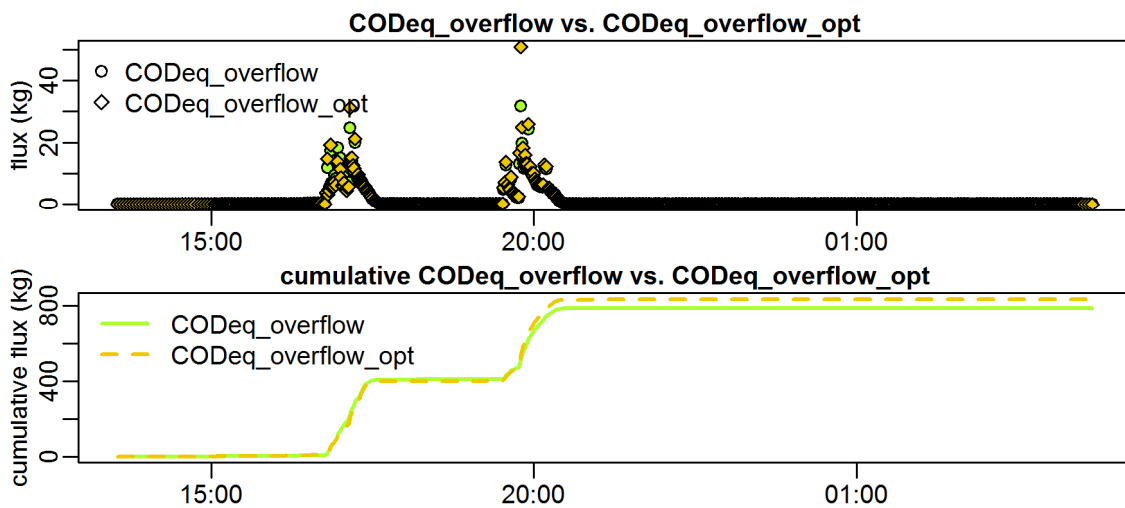 CODeq_overflow vs. CODeq_overflow_opt
flux (kg)
0 20 40
CODeq_overflow
CODeq_overflow_opt
15:00 20:00 01:00
cumulative CODeq_overflow vs. CODeq_overflow_opt
cumulative flux (kg)
0 400 800
CODeq_overflow
CODeq_overflow_opt
15:00 20:00 01:00